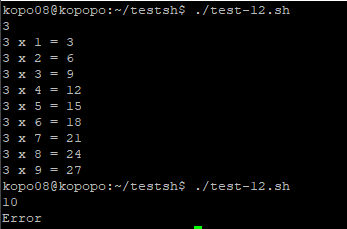 kopo08@kopopo:~/testsh$ ./test-12.sh
3
3 x 1 = 3
3 x 2 = 6
3 x 3 = 9
3 x 4 = 12
3 x 5 = 15
3 x 6 = 18
3 x 7 = 21
3 x 8 = 24
3 x 9 = 27
kopo08@kopopo:~/testsh$ ./test-12.sh
10
Error